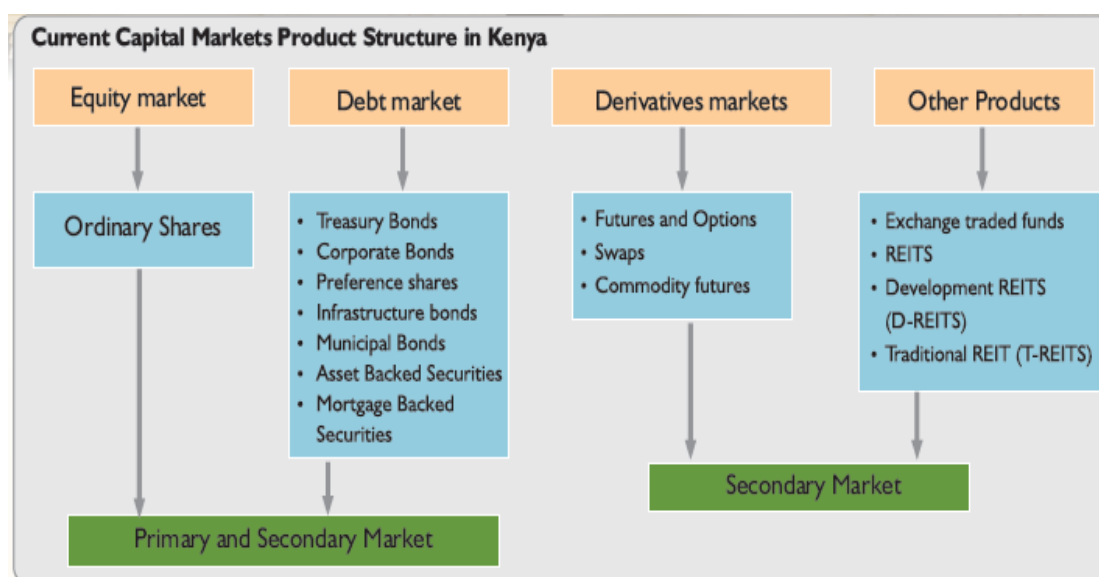 Current Capital Markets Product Structure in Kenya
Equity market
Ordinary Shares
Debt market
• Treasury Bonds
• Corporate Bonds
• Preference shares
• Infrastructure bonds
• Municipal Bonds
• Asset Backed Securities
• Mortgage Backed
Securities
Primary and Secondary Market
Derivatives markets
• Futures and Options
• Swaps
• Commodity futures
Other Products
• Exchange traded funds
• REITS
• Development REITS
(D-REITS)
• Traditional REIT (T-REITS)
Secondary Market